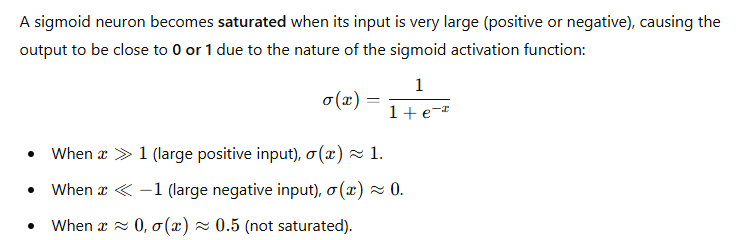 A sigmoid neuron becomes saturated when its input is very large (positive or negative), causing the
output to be close to 0 or 1 due to the nature of the sigmoid activation function:
σ(x) = 1 / (1 + e^{-x})
• When x ≫ 1 (large positive input), σ(x) ≈ 1.
• When x ≪ −1 (large negative input), σ(x) ≈ 0.
• When x ≈ 0, σ(x) ≈ 0.5 (not saturated).